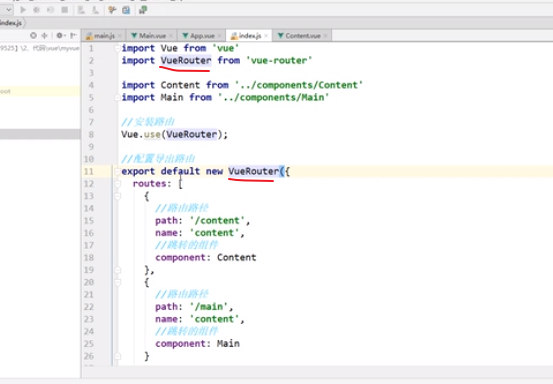 index.js
main.js
Main.vue
App.vue
index.js
Content.vue
9525]\2、代码\vue\myvue
oot
1 import Vue from 'vue'
2 import VueRouter from 'vue-router'
3
4 import Content from '../components/Content'
5 import Main from '../components/Main'
6
7 //安装路由
8 Vue.use(VueRouter);
9
10 //配置导出路由
11 export default new VueRouter({
12 routes: [
13 {
14 //路由路径
15 path: '/content',
16 name: 'content',
17 //跳转的组件
18 component: Content
19 },
20 {
21 //路由路径
22 path: '/main',
23 name: 'content',
24 //跳转的组件
25 component: Main
26 }